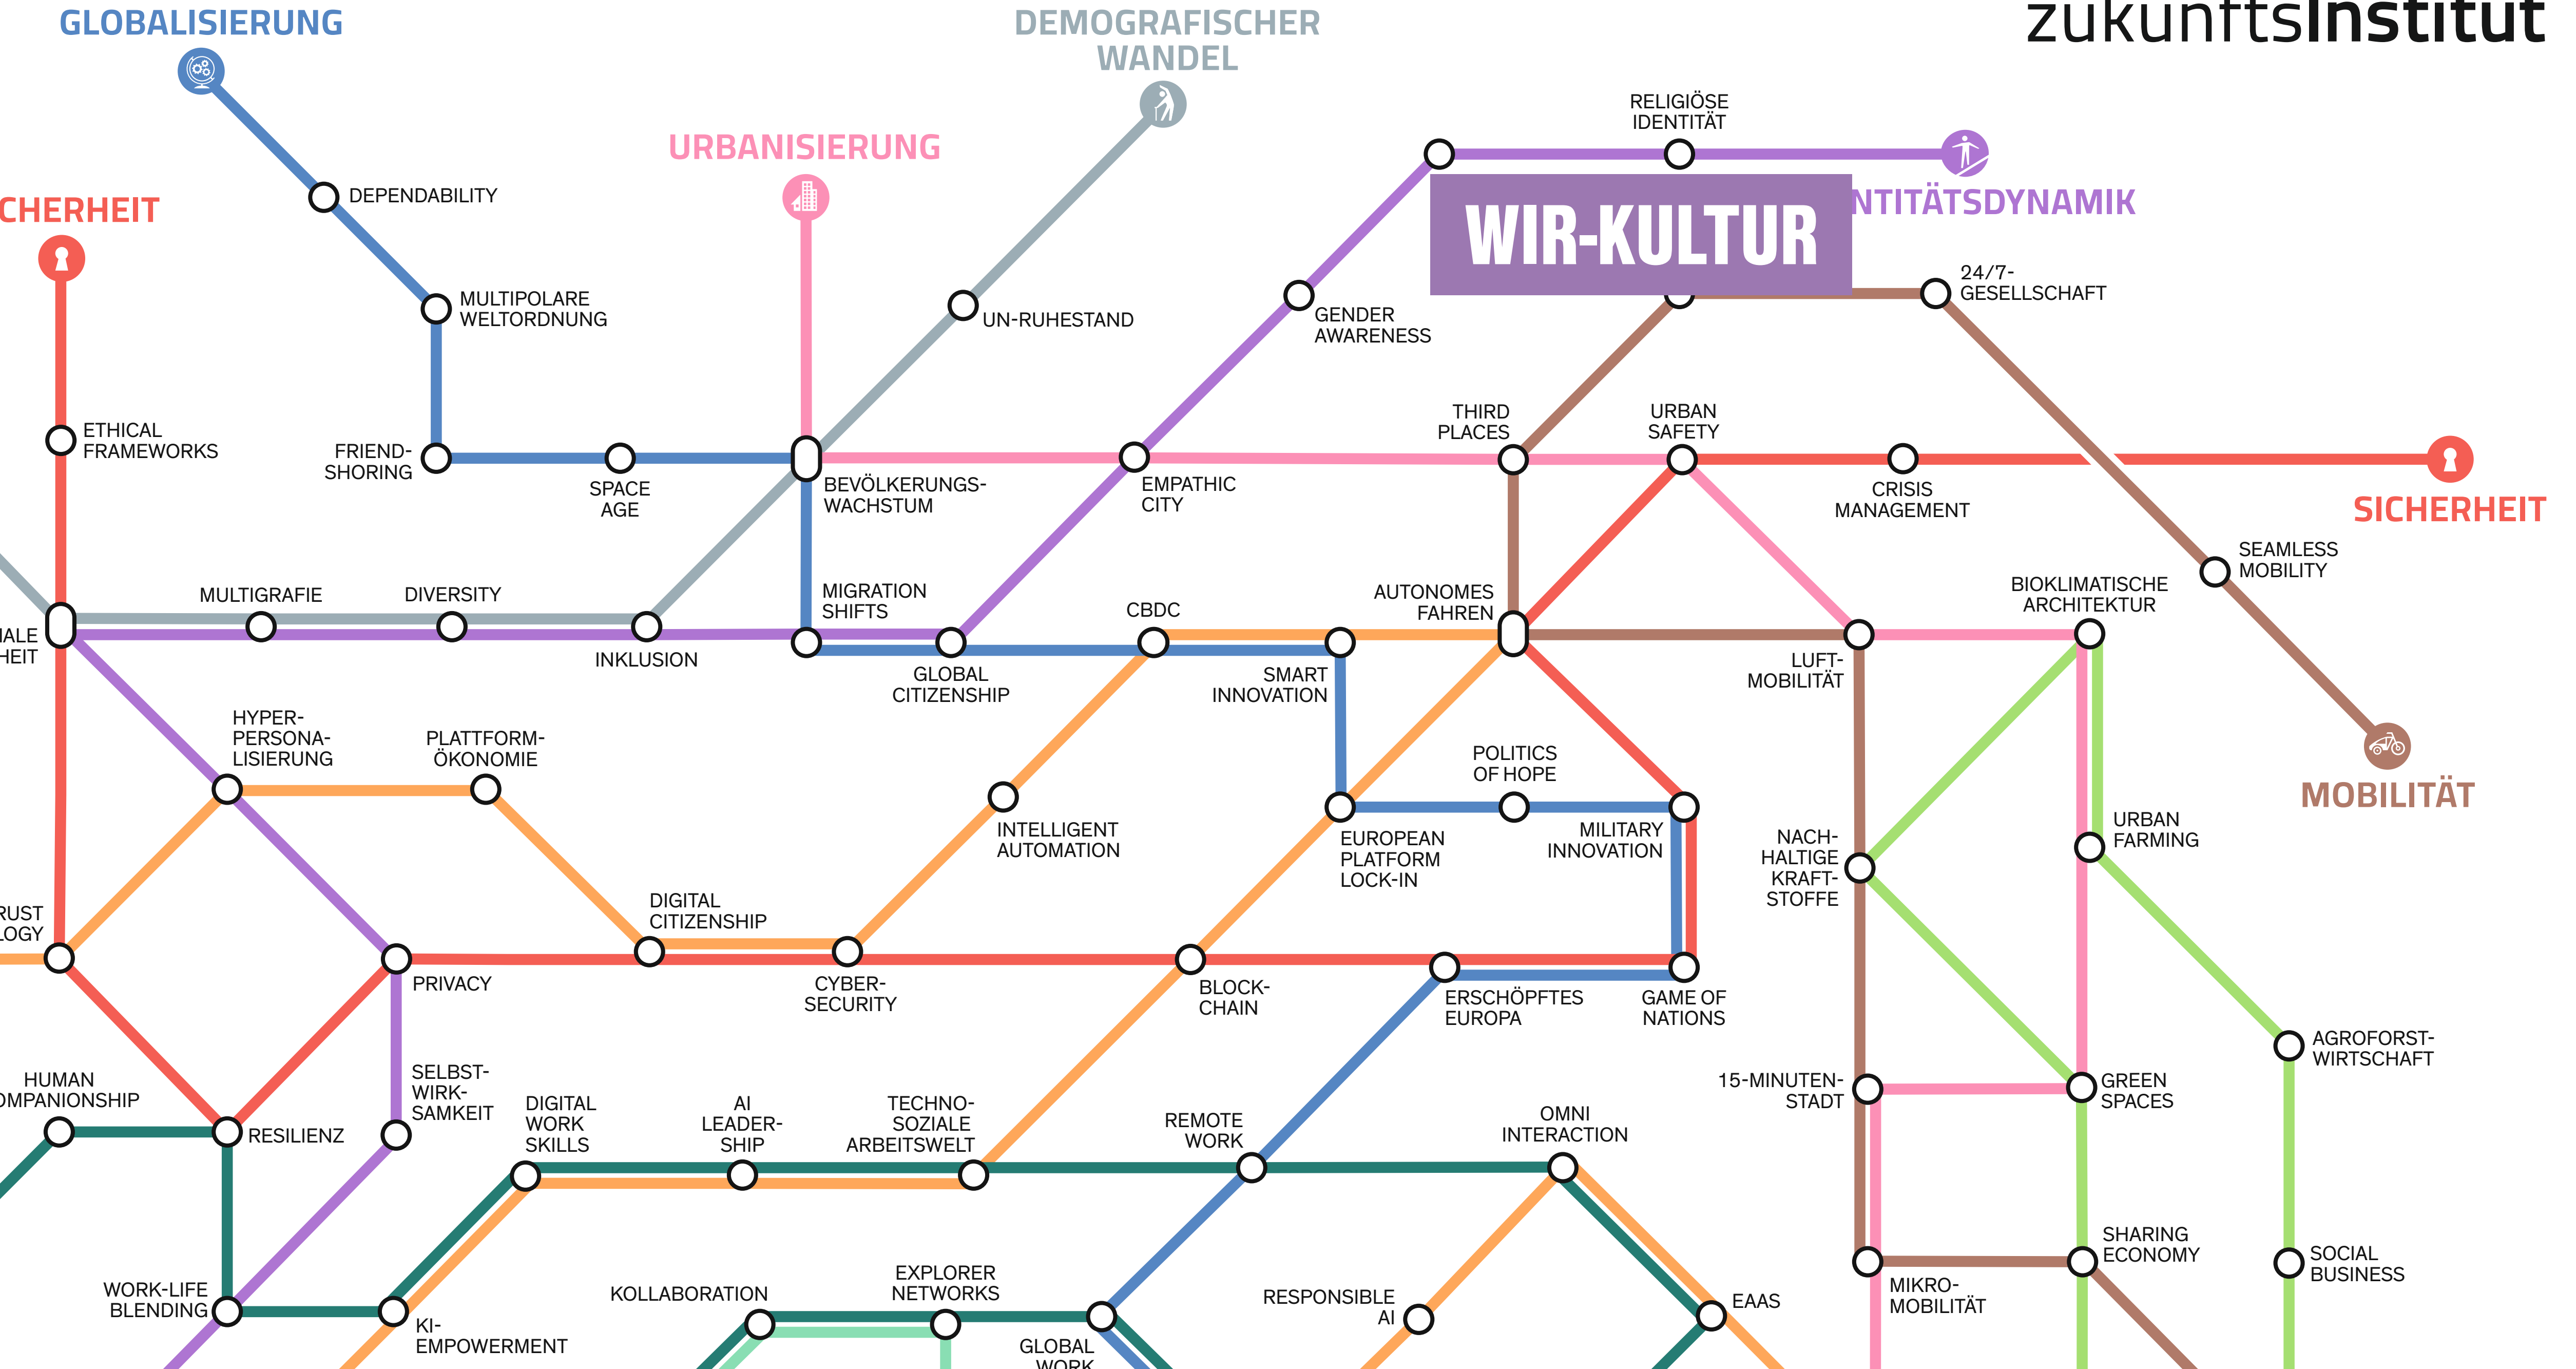 zukunftsInstitut
GLOBALISIERUNG
DEMOGRAFISCHER
WANDEL
URBANISIERUNG
RELIGIÖSE
IDENTITÄT
NTITÄTSDYNAMIK
WIR-KULTUR
CHERHEIT
DEPENDABILITY
MULTIPOLARE
WELTORDNUNG
UN-RUHESTAND
GENDER
AWARENESS
24/7-
GESELLSCHAFT
ETHICAL
FRAMEWORKS
FRIEND-
SHORING
SPACE
AGE
BEVÖLKERUNGS-
WACHSTUM
EMPATHIC
CITY
THIRD
PLACES
URBAN
SAFETY
CRISIS
MANAGEMENT
SICHERHEIT
SEAMLESS
MOBILITY
MOBILITÄT
IALE
HEIT
MULTIGRAFIE
DIVERSITY
INKLUSION
MIGRATION
SHIFTS
GLOBAL
CITIZENSHIP
CBDC
SMART
INNOVATION
AUTONOMES
FAHREN
LUFT-
MOBILITÄT
BIOKLIMATISCHE
ARCHITEKTUR
HYPER-
PERSONA-
LISIERUNG
PLATTFORM-
ÖKONOMIE
INTELLIGENT
AUTOMATION
EUROPEAN
PLATFORM
LOCK-IN
POLITICS
OF HOPE
MILITARY
INNOVATION
NACH-
HALTIGE
KRAFT-
STOFFE
URBAN
FARMING
RUST
LOGY
PRIVACY
DIGITAL
CITIZENSHIP
CYBER-
SECURITY
BLOCK-
CHAIN
ERSCHÖPFTES
EUROPA
GAME OF
NATIONS
AGROFORST-
WIRTSCHAFT
HUMAN
OMPANIONSHIP
RESILIENZ
SELBST-
WIRK-
SAMKEIT
DIGITAL
WORK
SKILLS
AI
LEADER-
SHIP
TECHNO-
SOZIALE
ARBEITSWELT
REMOTE
WORK
OMNI
INTERACTION
15-MINUTEN-
STADT
GREEN
SPACES
WORK-LIFE
BLENDING
KI-
EMPOWERMENT
KOLLABORATION
EXPLORER
NETWORKS
GLOBAL
WORK
RESPONSIBLE
AI
EAAS
MIKRO-
MOBILITÄT
SHARING
ECONOMY
SOCIAL
BUSINESS